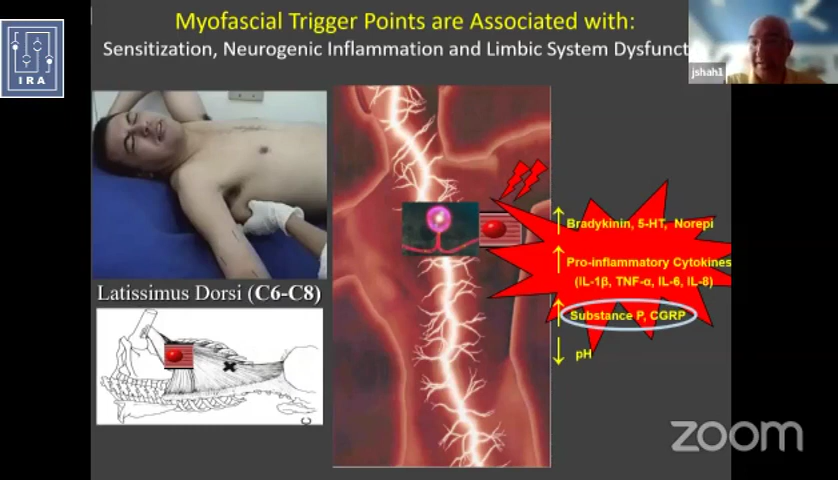 Myofascial Trigger Points are Associated with:
Sensitization, Neurogenic Inflammation and Limbic System Dysfunct
jshah1
IRA
Bradykinin, 5-HT, Norepi
Pro-inflammatory Cytokines
(IL-1β, TNF-α, IL-6, IL-8)
Substance P, CGRP
pH
Latissimus Dorsi (C6-C8)
zoom